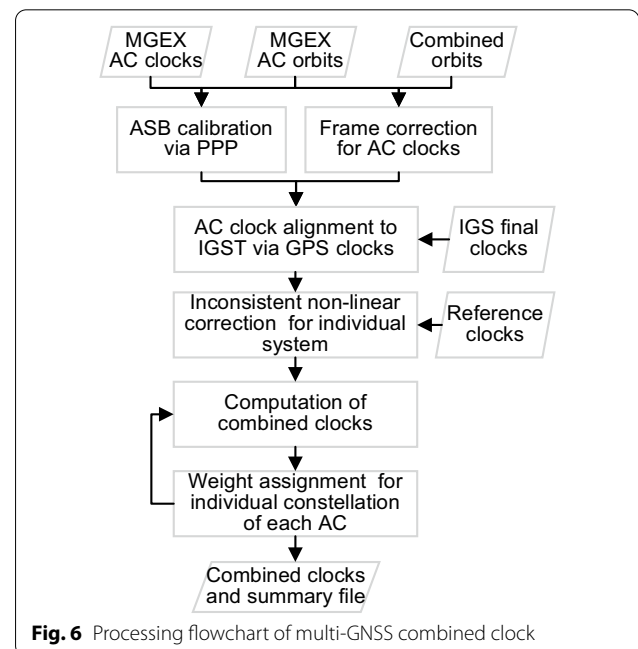 MGEX
AC clocks
MGEX
AC orbits
Combined
orbits
ASB calibration
via PPP
Frame correction
for AC clocks
AC clock alignment to
IGST via GPS clocks
IGS final
clocks
Inconsistent non-linear
correction for individual
system
Reference
clocks
Computation of
combined clocks
Weight assignment for
individual constellation
of each AC
Combined clocks
and summary file
Fig. 6 Processing flowchart of multi-GNSS combined clock